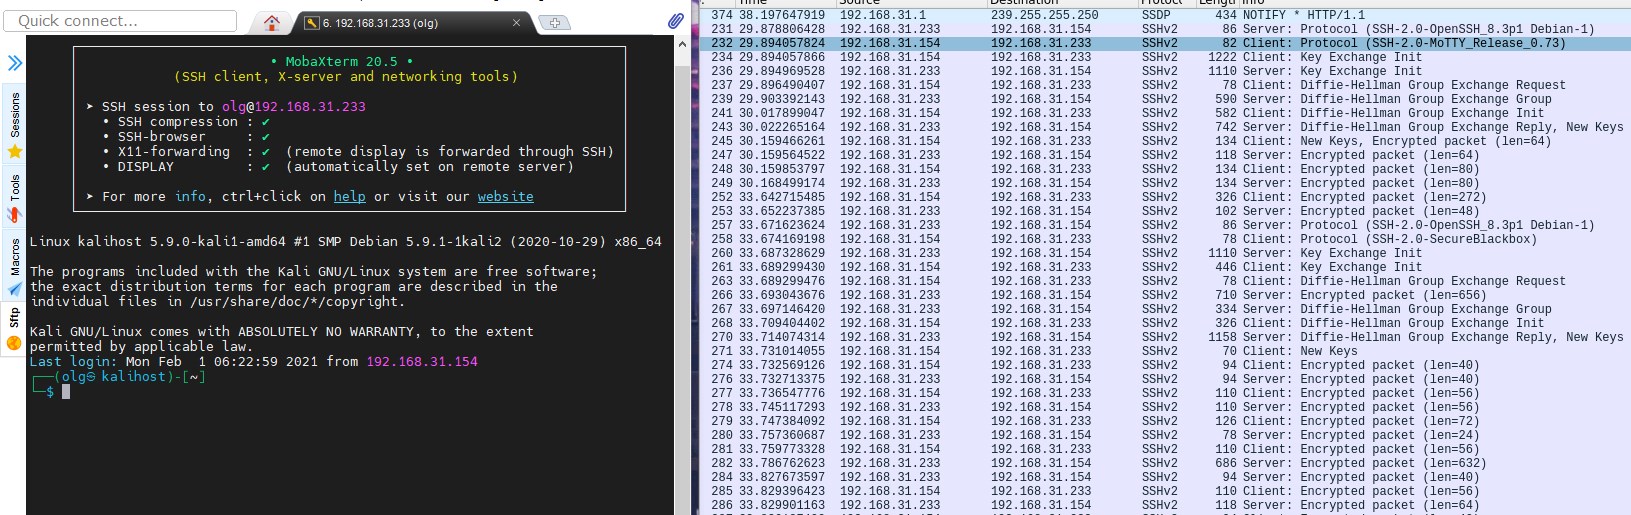 Quick connect...
6. 192.168.31.233 (olg)
Sessions
Tools
Macros
Sftp
• MobaXterm 20.5 •
(SSH client, X-server and networking tools)
➤ SSH session to olg@192.168.31.233
• SSH compression : ✔
• SSH-browser : ✔
• X11-forwarding : ✔ (remote display is forwarded through SSH)
• DISPLAY : ✔ (automatically set on remote server)
➤ For more info, ctrl+click on help or visit our website
Linux kalihost 5.9.0-kali1-amd64 #1 SMP Debian 5.9.1-1kali2 (2020-10-29) x86_64
The programs included with the Kali GNU/Linux system are free software;
the exact distribution terms for each program are described in the
individual files in /usr/share/doc/*/copyright.
Kali GNU/Linux comes with ABSOLUTELY NO WARRANTY, to the extent
permitted by applicable law.
Last login: Mon Feb 1 06:22:59 2021 from 192.168.31.154
┌──(olg㉿kalihost)-[~]
└─$
Time Source Destination Protocol Length Info
374 38.197647919 192.168.31.1 239.255.255.250 SSDP 434 NOTIFY * HTTP/1.1
231 29.878806428 192.168.31.233 192.168.31.154 SSHv2 86 Server: Protocol (SSH-2.0-OpenSSH_8.3p1 Debian-1)
232 29.894057824 192.168.31.154 192.168.31.233 SSHv2 82 Client: Protocol (SSH-2.0-MoTTY_Release_0.73)
234 29.894057866 192.168.31.154 192.168.31.233 SSHv2 1222 Client: Key Exchange Init
236 29.894969528 192.168.31.233 192.168.31.154 SSHv2 1110 Server: Key Exchange Init
237 29.896490407 192.168.31.154 192.168.31.233 SSHv2 78 Client: Diffie-Hellman Group Exchange Request
239 29.903392143 192.168.31.233 192.168.31.154 SSHv2 590 Server: Diffie-Hellman Group Exchange Group
241 30.017899047 192.168.31.154 192.168.31.233 SSHv2 582 Client: Diffie-Hellman Group Exchange Init
243 30.022265164 192.168.31.233 192.168.31.154 SSHv2 742 Server: Diffie-Hellman Group Exchange Reply, New Keys
245 30.159466261 192.168.31.154 192.168.31.233 SSHv2 134 Client: New Keys, Encrypted packet (len=64)
247 30.159564522 192.168.31.233 192.168.31.154 SSHv2 118 Server: Encrypted packet (len=64)
248 30.159853797 192.168.31.154 192.168.31.233 SSHv2 134 Client: Encrypted packet (len=80)
249 30.168499174 192.168.31.233 192.168.31.154 SSHv2 134 Server: Encrypted packet (len=80)
252 33.642715485 192.168.31.154 192.168.31.233 SSHv2 326 Client: Encrypted packet (len=272)
253 33.652237385 192.168.31.233 192.168.31.154 SSHv2 102 Server: Encrypted packet (len=48)
257 33.671623624 192.168.31.233 192.168.31.154 SSHv2 86 Server: Protocol (SSH-2.0-OpenSSH_8.3p1 Debian-1)
258 33.674169198 192.168.31.154 192.168.31.233 SSHv2 78 Client: Protocol (SSH-2.0-SecureBlackbox)
260 33.687328629 192.168.31.233 192.168.31.154 SSHv2 1110 Server: Key Exchange Init
261 33.689299430 192.168.31.154 192.168.31.233 SSHv2 446 Client: Key Exchange Init
263 33.689299476 192.168.31.154 192.168.31.233 SSHv2 78 Client: Diffie-Hellman Group Exchange Request
266 33.693043676 192.168.31.233 192.168.31.154 SSHv2 710 Server: Encrypted packet (len=656)
267 33.697146420 192.168.31.233 192.168.31.154 SSHv2 334 Server: Diffie-Hellman Group Exchange Group
268 33.709404402 192.168.31.154 192.168.31.233 SSHv2 326 Client: Diffie-Hellman Group Exchange Init
270 33.714074314 192.168.31.233 192.168.31.154 SSHv2 1158 Server: Diffie-Hellman Group Exchange Reply, New Keys
271 33.731014055 192.168.31.154 192.168.31.233 SSHv2 70 Client: New Keys
274 33.732569126 192.168.31.154 192.168.31.233 SSHv2 94 Client: Encrypted packet (len=40)
276 33.732713375 192.168.31.233 192.168.31.154 SSHv2 94 Server: Encrypted packet (len=40)
277 33.736547776 192.168.31.154 192.168.31.233 SSHv2 110 Client: Encrypted packet (len=56)
278 33.745117293 192.168.31.233 192.168.31.154 SSHv2 110 Server: Encrypted packet (len=56)
279 33.747384092 192.168.31.154 192.168.31.233 SSHv2 126 Client: Encrypted packet (len=72)
280 33.757360687 192.168.31.233 192.168.31.154 SSHv2 78 Server: Encrypted packet (len=24)
281 33.759773328 192.168.31.154 192.168.31.233 SSHv2 110 Client: Encrypted packet (len=56)
282 33.786762623 192.168.31.233 192.168.31.154 SSHv2 686 Server: Encrypted packet (len=632)
284 33.827673597 192.168.31.233 192.168.31.154 SSHv2 94 Server: Encrypted packet (len=40)
285 33.829396423 192.168.31.154 192.168.31.233 SSHv2 110 Client: Encrypted packet (len=56)
286 33.829901163 192.168.31.233 192.168.31.154 SSHv2 118 Server: Encrypted packet (len=64)